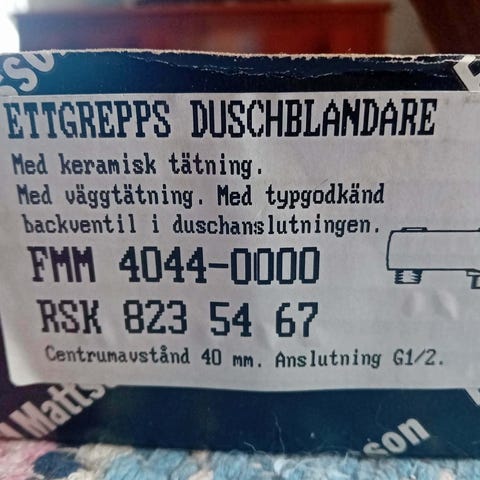 ETTGREPPS DUSCHBLANDARE
Med keramisk tätning.
Med väggtätning. Med typgodkänd
backventil i duschanslutningen.
FMM 4044-0000
RSK 823 54 67
Centrumavstånd 40 mm. Anslutning G1/2.